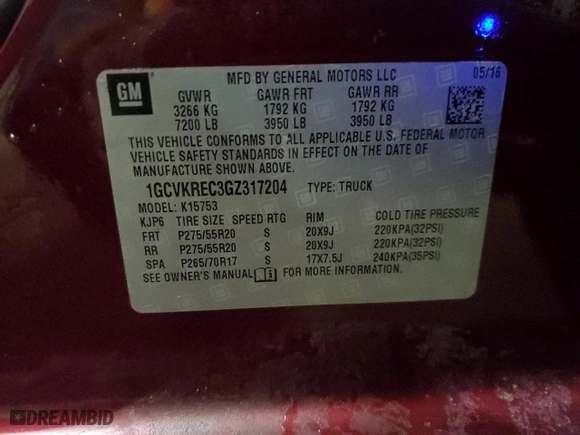 GM
MFD BY GENERAL MOTORS LLC 05/16
GVWR GAWR FRT GAWR RR
3266 KG 1792 KG 1792 KG
7200 LB 3950 LB 3950 LB
THIS VEHICLE CONFORMS TO ALL APPLICABLE U.S. FEDERAL MOTOR
VEHICLE SAFETY STANDARDS IN EFFECT ON THE DATE OF
MANUFACTURE SHOWN ABOVE.
1GCVKREC3GZ317204 TYPE: TRUCK
MODEL: K15753
KJP6 TIRE SIZE SPEED RTG RIM COLD TIRE PRESSURE
FRT P275/55R20 S 20X9J 220KPA(32PSI)
RR P275/55R20 S 20X9J 220KPA(32PSI)
SPA P265/70R17 S 17X7.5J 240KPA(35PSI)
SEE OWNER'S MANUAL FOR MORE INFORMATION.
DREAMBID